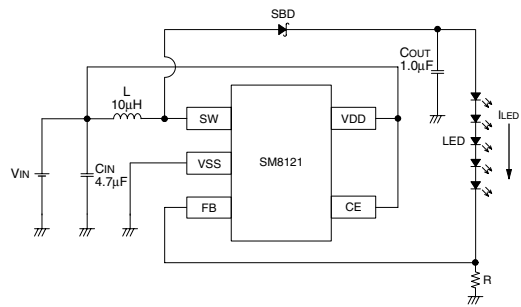 SBD
COUT
1.0μF
L
10μH
SW
VDD
ILED
LED
VSS
SM8121
VIN
CIN
4.7μF
FB
CE
R